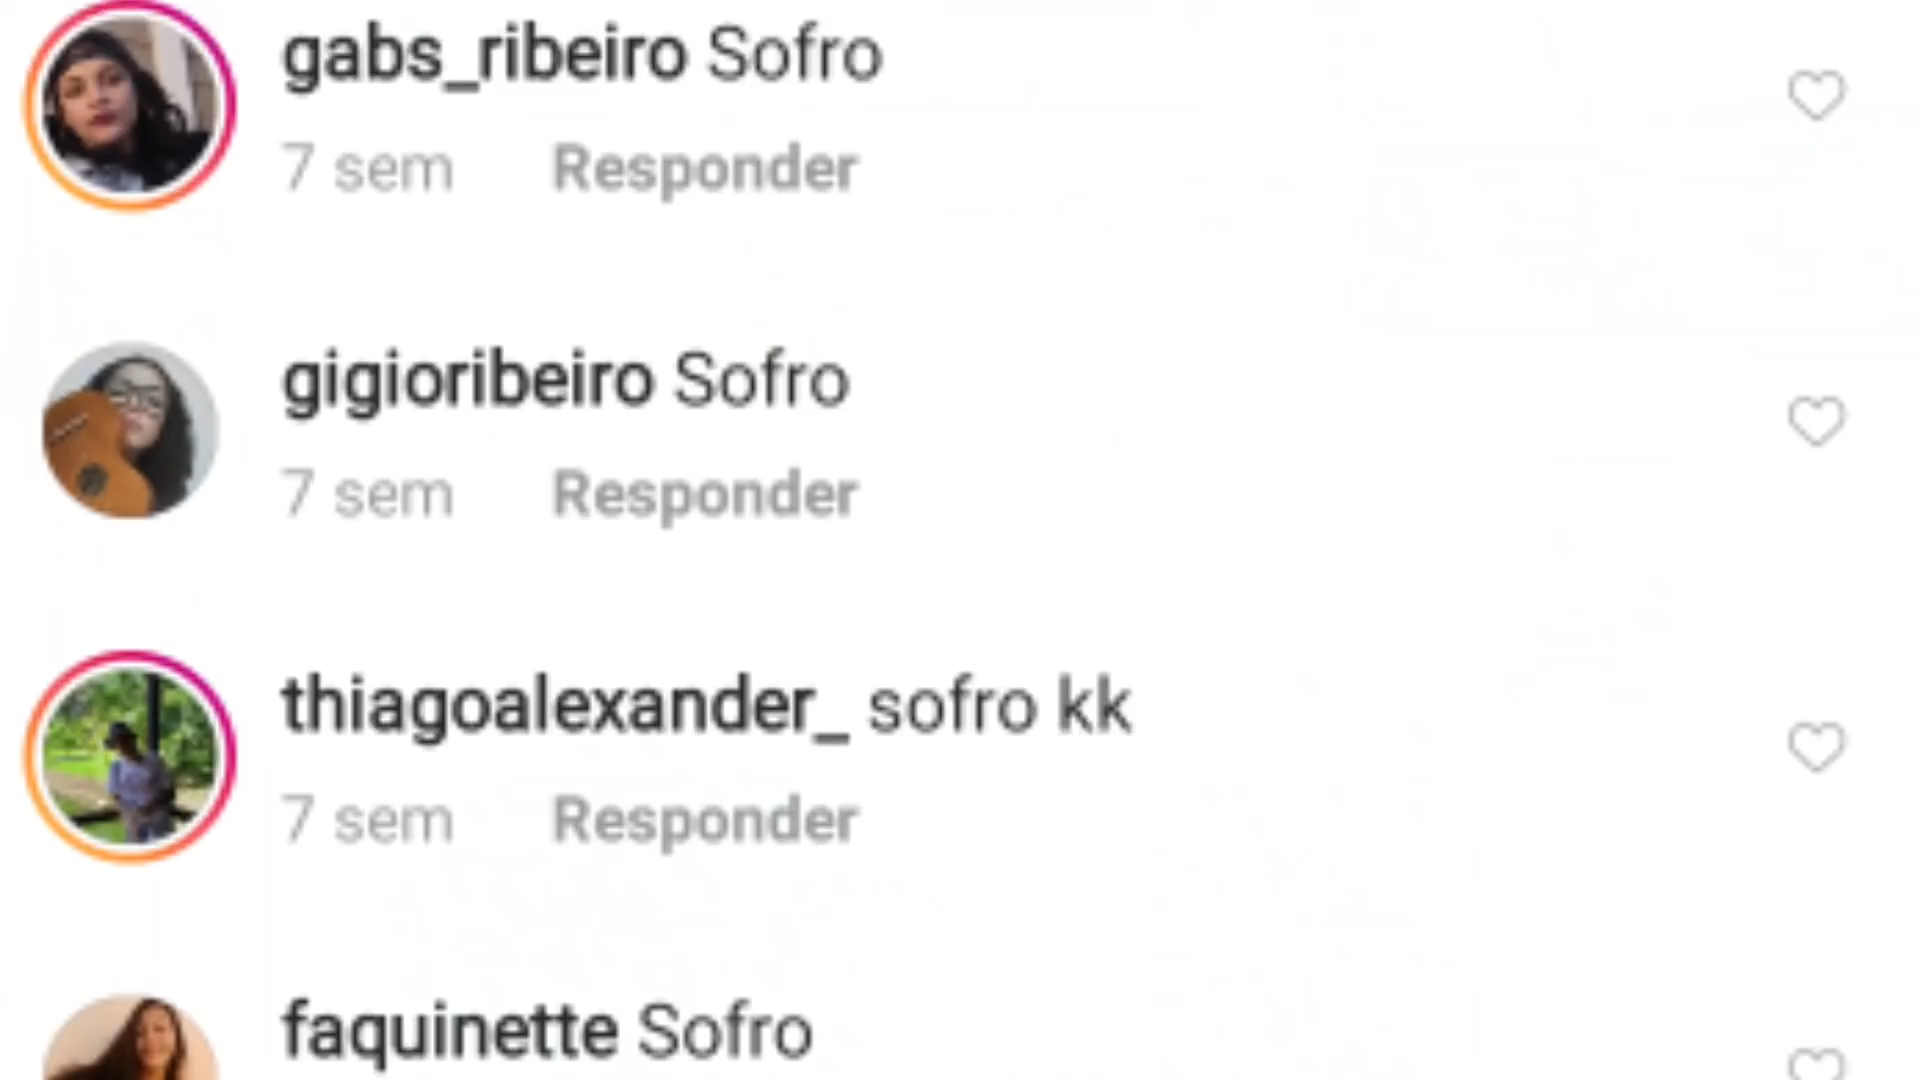 gabs_ribeiro Sofro
7 sem Responder
gigioribeiro Sofro
7 sem Responder
thiagoalexander_ sofro kk
7 sem Responder
faquinette Sofro